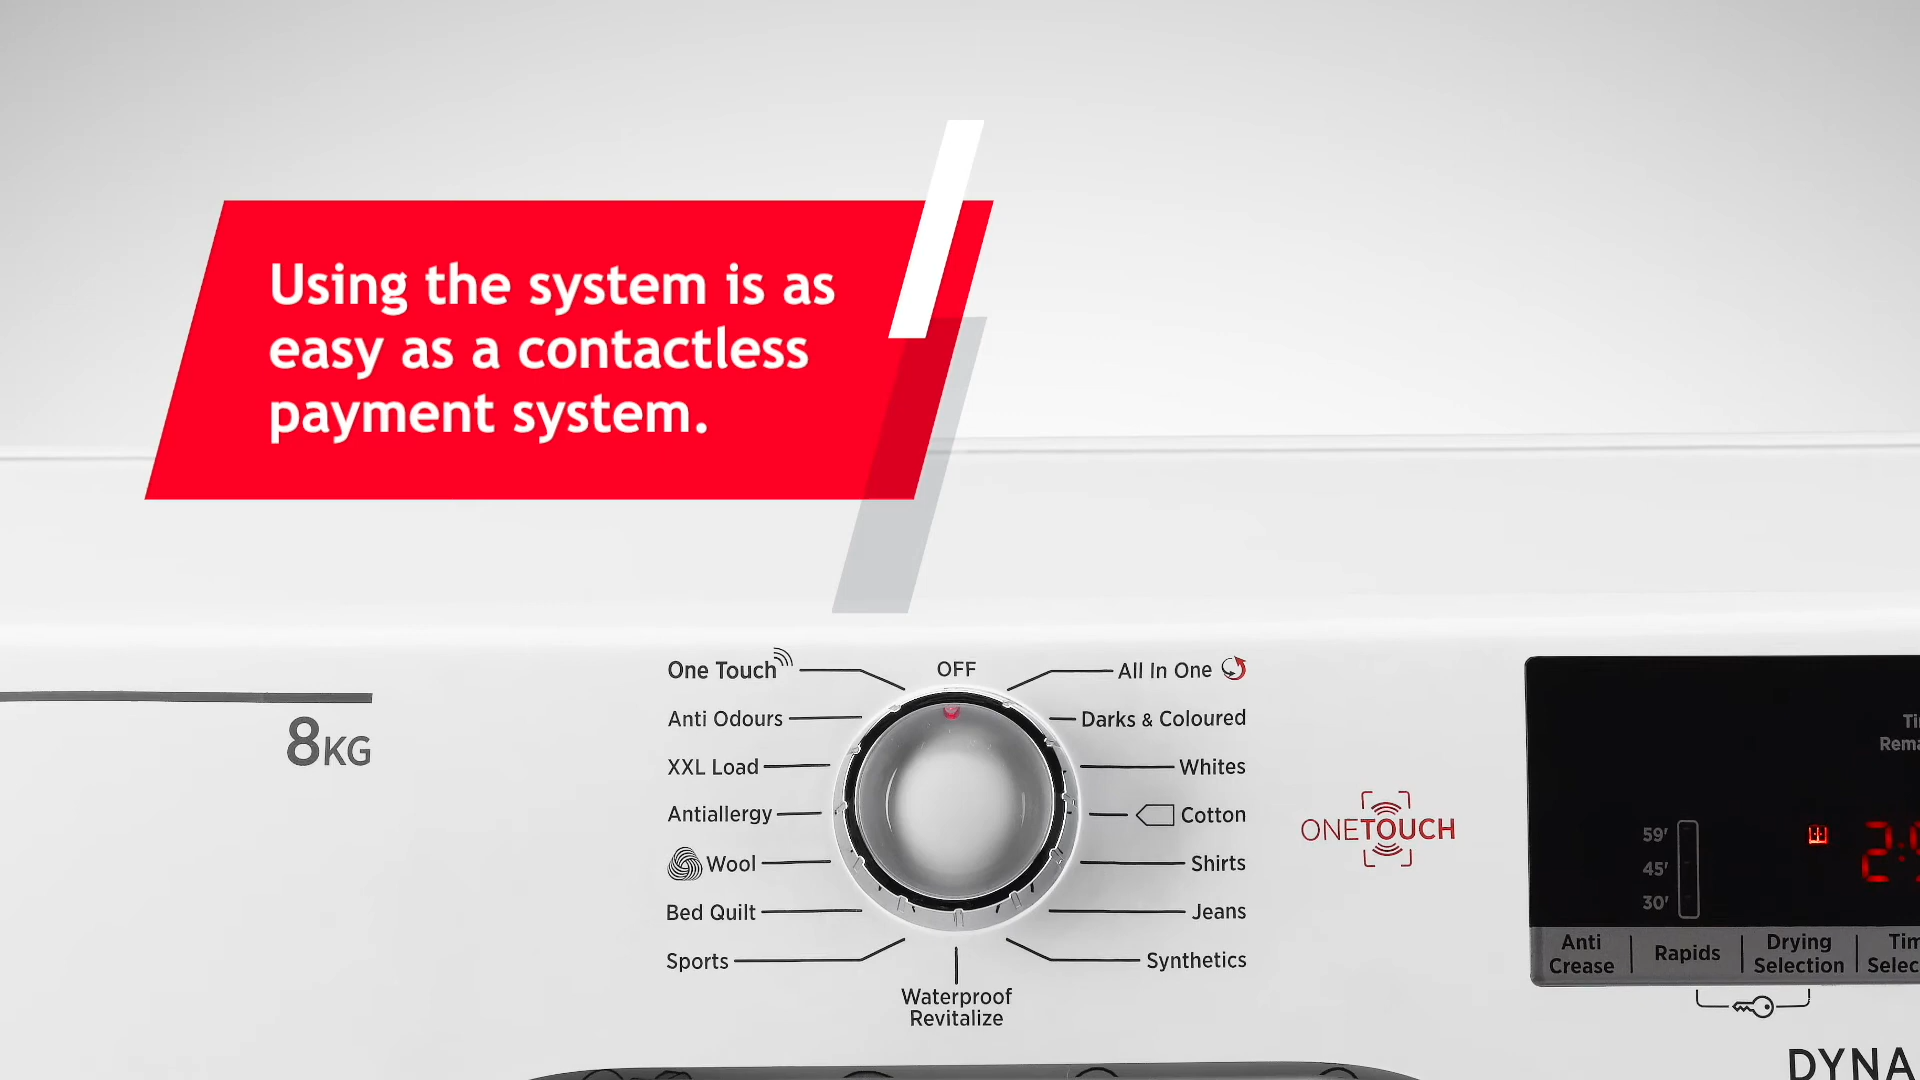 Using the system is as
easy as a contactless
payment system.
8KG
One Touch
Anti Odours
XXL Load
Antiallergy
Wool
Bed Quilt
Sports
OFF
Waterproof
Revitalize
All In One
Darks & Coloured
Whites
Cotton
Shirts
Jeans
Synthetics
ONETOUCH
59'
45'
30'
Anti
Crease
Rapids
Drying
Selection